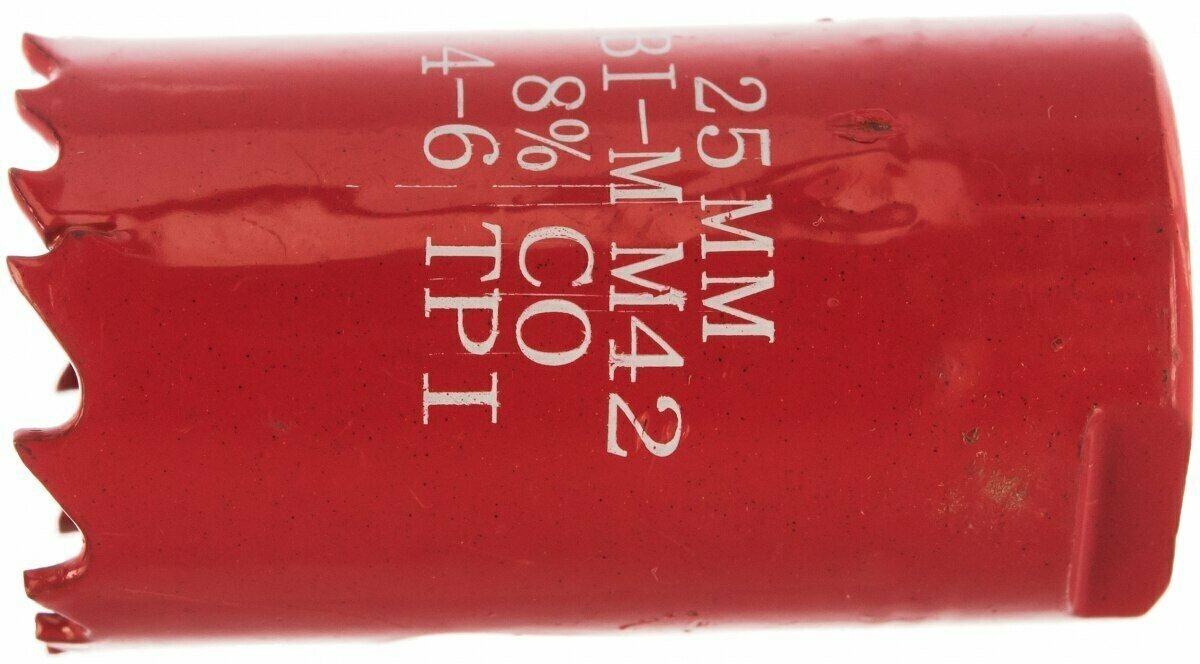 25 MM
BI-M M42
8% CO
4-6 TPI